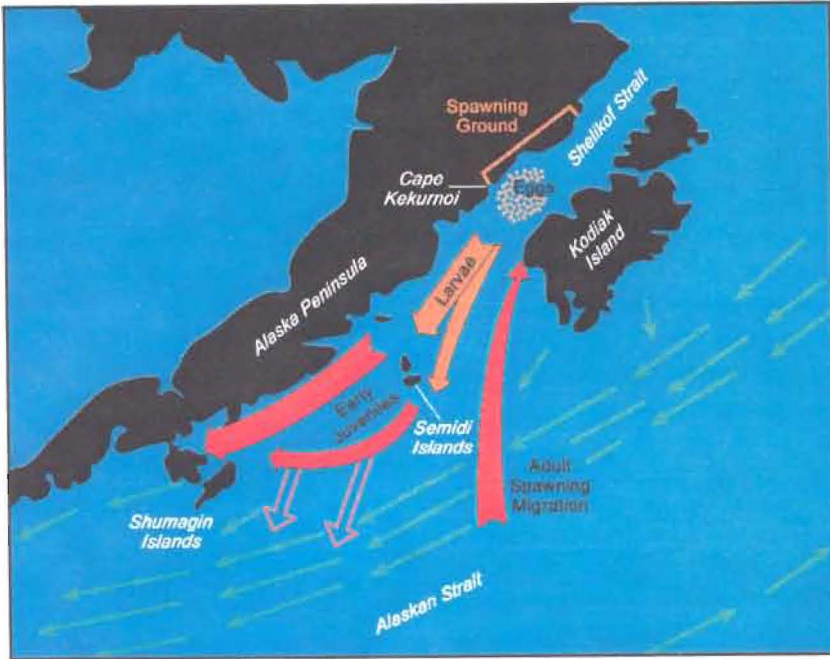 Spawning
Ground
Shelikof Strait
Cape
Kekurnoi
Eggs
Kodiak
Island
Larvae
Alaska Peninsula
Early
Juveniles
Semidi
Islands
Adult
Spawning
Migration
Shumagin
Islands
Alaskan Strait